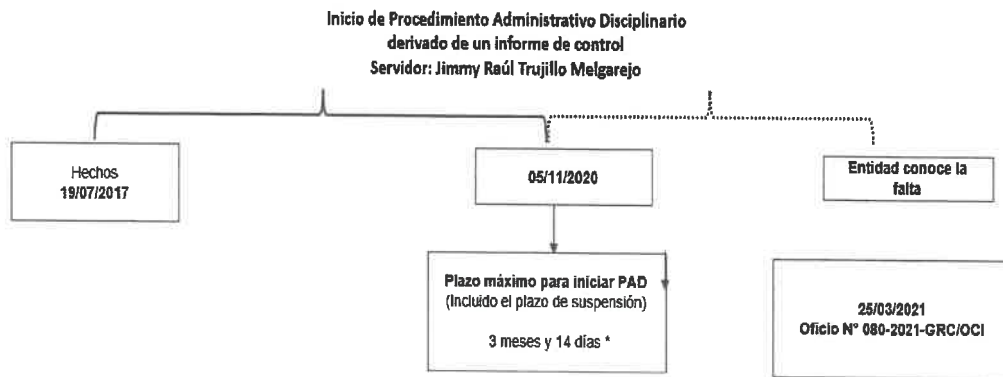 Inicio de Procedimiento Administrativo Disciplinario
derivado de un informe de control
Servidor: Jimmy Raúl Trujillo Melgarejo
Hechos
19/07/2017
05/11/2020
Entidad conoce la
falta
Plazo máximo para iniciar PAD
(Incluido el plazo de suspensión)
3 meses y 14 días *
25/03/2021
Oficio N° 080-2021-GRC/OCI